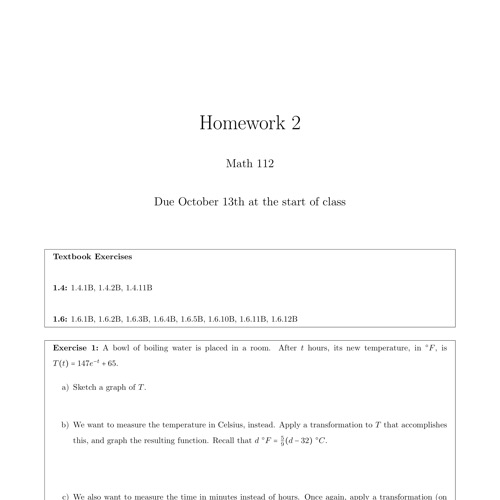 Homework 2
Math 112
Due October 13th at the start of class
Textbook Exercises
1.4: 1.4.1B, 1.4.2B, 1.4.11B
1.6: 1.6.1B, 1.6.2B, 1.6.3B, 1.6.4B, 1.6.5B, 1.6.10B, 1.6.11B, 1.6.12B
Exercise 1: A bowl of boiling water is placed in a room. After t hours, its new temperature, in °F, is
T(t) = 147e^{-t} + 65.
a) Sketch a graph of T.
b) We want to measure the temperature in Celsius, instead. Apply a transformation to T that accomplishes
this, and graph the resulting function. Recall that d °F = 5/9(d − 32) °C.
c) We also want to measure the time in minutes instead of hours. Once again, apply a transformation (on